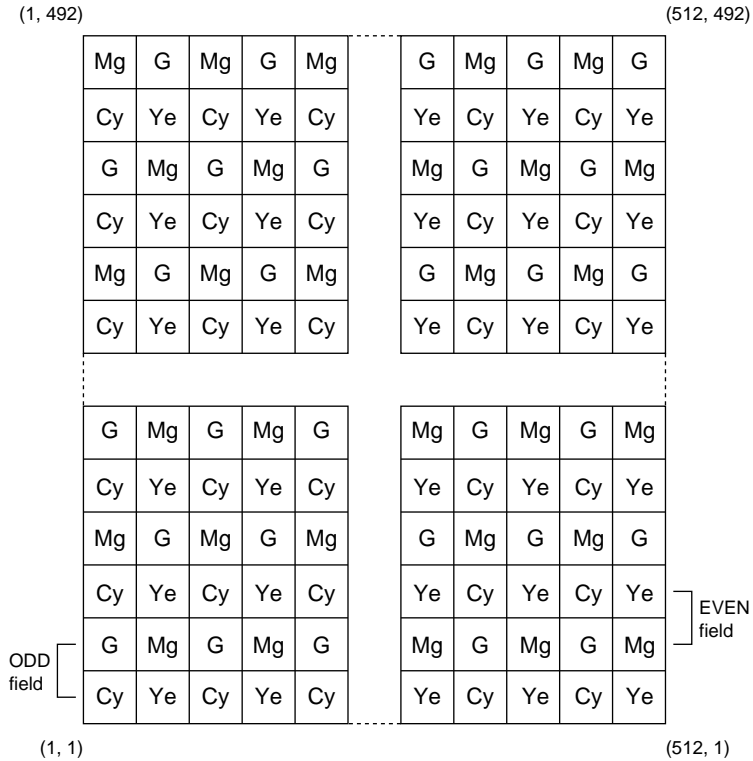 (1, 492) (512, 492)
Mg G Mg G Mg G Mg G Mg G
Cy Ye Cy Ye Cy Ye Cy Ye Cy Ye
G Mg G Mg G Mg G Mg G Mg
Cy Ye Cy Ye Cy Ye Cy Ye Cy Ye
Mg G Mg G Mg G Mg G Mg G
Cy Ye Cy Ye Cy Ye Cy Ye Cy Ye
G Mg G Mg G Mg G Mg G Mg
Cy Ye Cy Ye Cy Ye Cy Ye Cy Ye
Mg G Mg G Mg G Mg G Mg G
Cy Ye Cy Ye Cy Ye Cy Ye Cy Ye
EVEN
field
G Mg G Mg G Mg G Mg G Mg
ODD
field
Cy Ye Cy Ye Cy Ye Cy Ye Cy Ye
(1, 1) (512, 1)